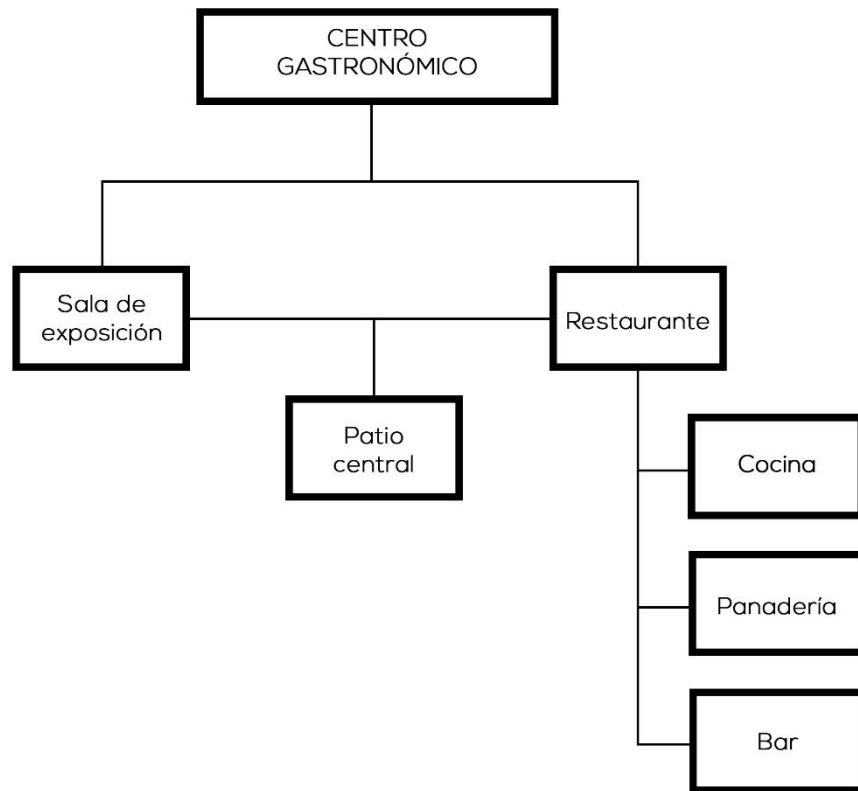 CENTRO
GASTRONÓMICO
Sala de
exposición
Restaurante
Patio
central
Cocina
Panadería
Bar